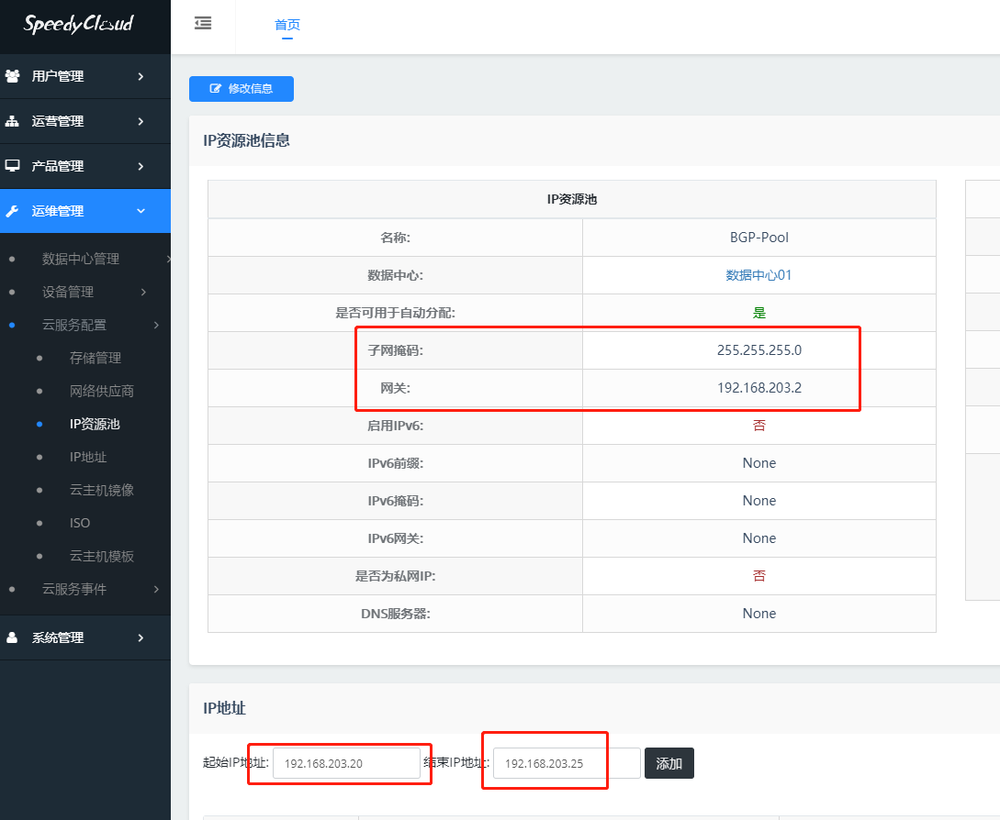 SpeedyCloud
首页
用户管理
运营管理
产品管理
运维管理
数据中心管理
设备管理
云服务配置
存储管理
网络供应商
IP资源池
IP地址
云主机镜像
ISO
云主机模板
云服务事件
系统管理
修改信息
IP资源池信息
IP资源池
名称: BGP-Pool
数据中心: 数据中心01
是否可用于自动分配: 是
子网掩码: 255.255.255.0
网关: 192.168.203.2
启用IPv6: 否
IPv6前缀: None
IPv6掩码: None
IPv6网关: None
是否为私网IP: 否
DNS服务器: None
IP地址
起始IP地址: 192.168.203.20 结束IP地址: 192.168.203.25 添加